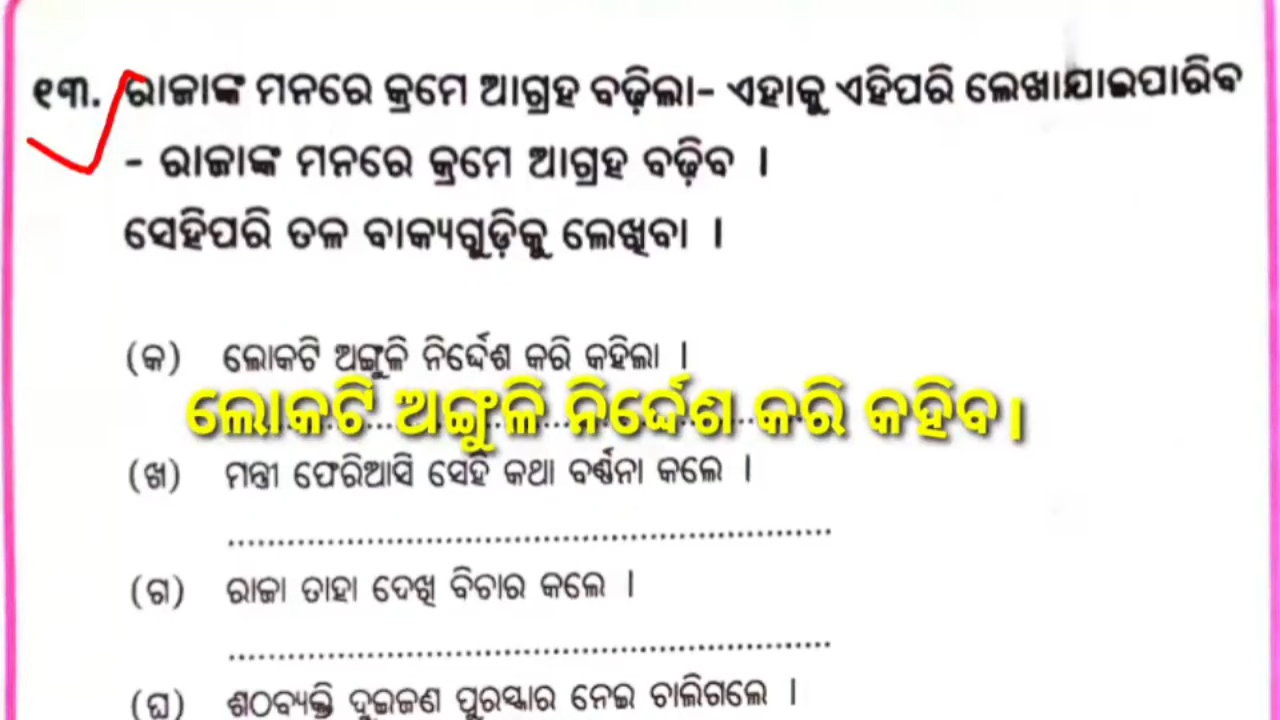 ୧୩. ରାଜାଙ୍କ ମନରେ କ୍ରମେ ଆଗ୍ରହ ବଢ଼ିଲା- ଏହାକୁ ଏହିପରି ଲେଖାଯାଇପାରିବ
- ରାଜାଙ୍କ ମନରେ କ୍ରମେ ଆଗ୍ରହ ବଢ଼ିବ ।
ସେହିପରି ତଳ ବାକ୍ୟଗୁଡ଼ିକୁ ଲେଖିବା ।
(କ) ଲୋକଟି ଅଙ୍ଗୁଳି ନିର୍ଦ୍ଦେଶ କରି କହିଲା ।
ଲୋକଟି ଅଙ୍ଗୁଳି ନିର୍ଦ୍ଦେଶ କରି କହିବ।
(ଖ) ମନ୍ତ୍ରୀ ଫେରିଆସି ସେହି କଥା ବର୍ଣ୍ଣନା କଲେ ।
(ଗ) ରାଜା ତାହା ଦେଖି ବିଚାର କଲେ ।
(ଘ) ଶଠବ୍ୟକ୍ତି ଦୁଇଜଣ ପୁରସ୍କାର ନେଇ ଚାଲିଗଲେ ।